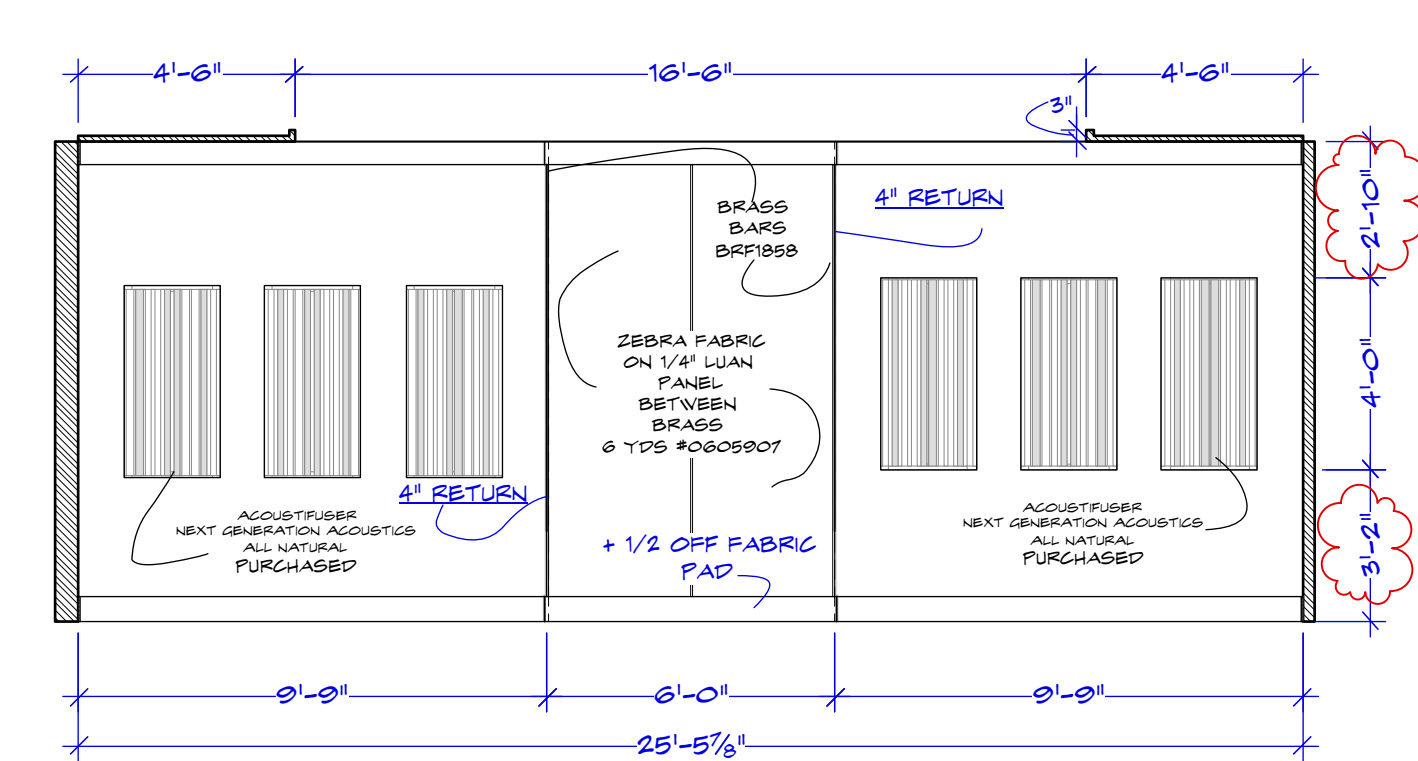 4'-6"
16'-6"
4'-6"
3"
BRASS
BARS
BRF1858
4" RETURN
2'-10"
ZEBRA FABRIC
ON 1/4" LUAN
PANEL
BETWEEN
BRASS
6 YDS #0605907
4'-0"
4" RETURN
ACOUSTIFUSER
NEXT GENERATION ACOUSTICS
ALL NATURAL
PURCHASED
+ 1/2 OFF FABRIC
PAD
ACOUSTIFUSER
NEXT GENERATION ACOUSTICS
ALL NATURAL
PURCHASED
3'-2"
9'-9"
6'-0"
9'-9"
25'-5⅞"